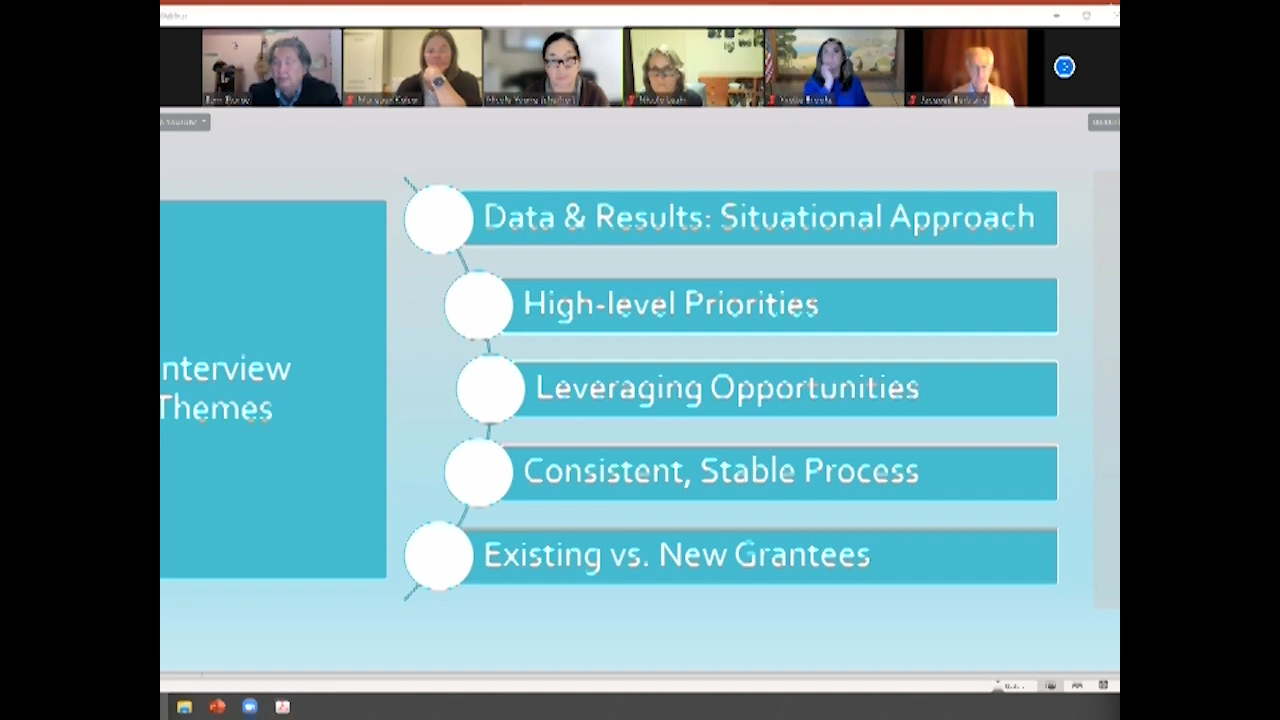 nterview
Themes
Data & Results: Situational Approach
High-level Priorities
Leveraging Opportunities
Consistent, Stable Process
Existing vs. New Grantees